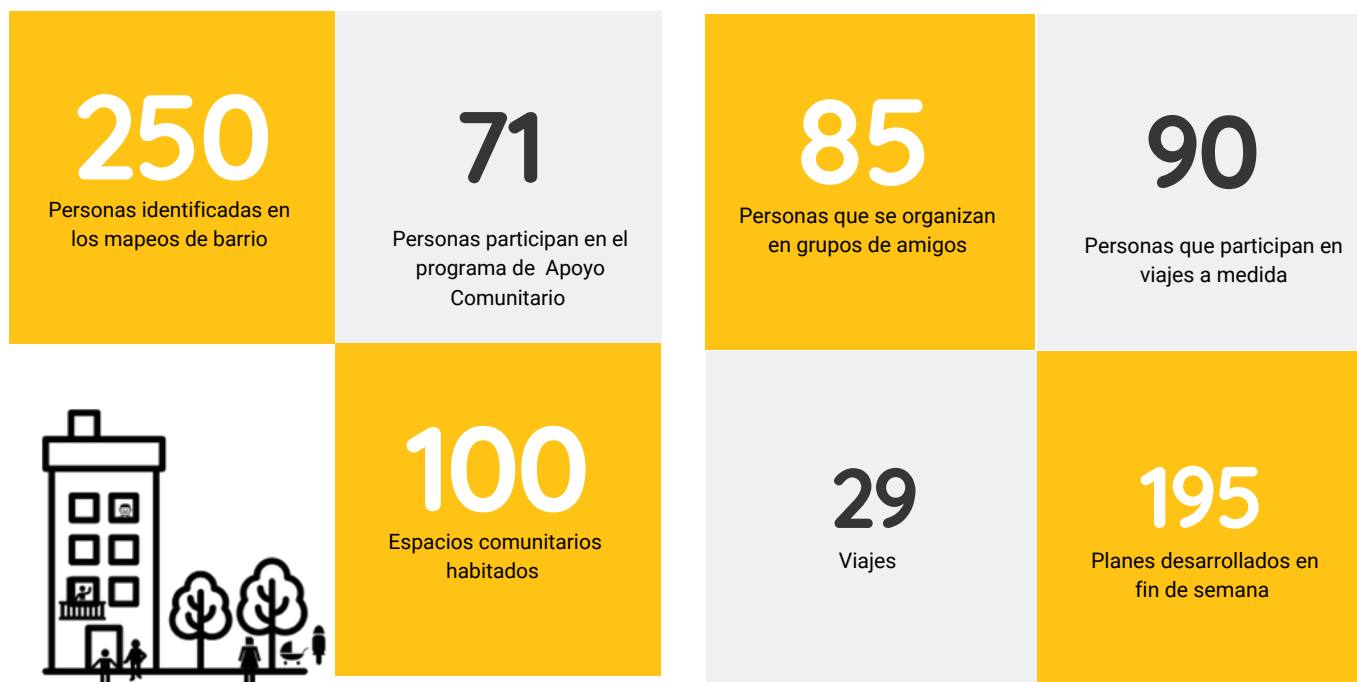 250
Personas identificadas en
los mapeos de barrio
71
Personas participan en el
programa de Apoyo
Comunitario
100
Espacios comunitarios
habitados
85
Personas que se organizan
en grupos de amigos
90
Personas que participan en
viajes a medida
29
Viajes
195
Planes desarrollados en
fin de semana